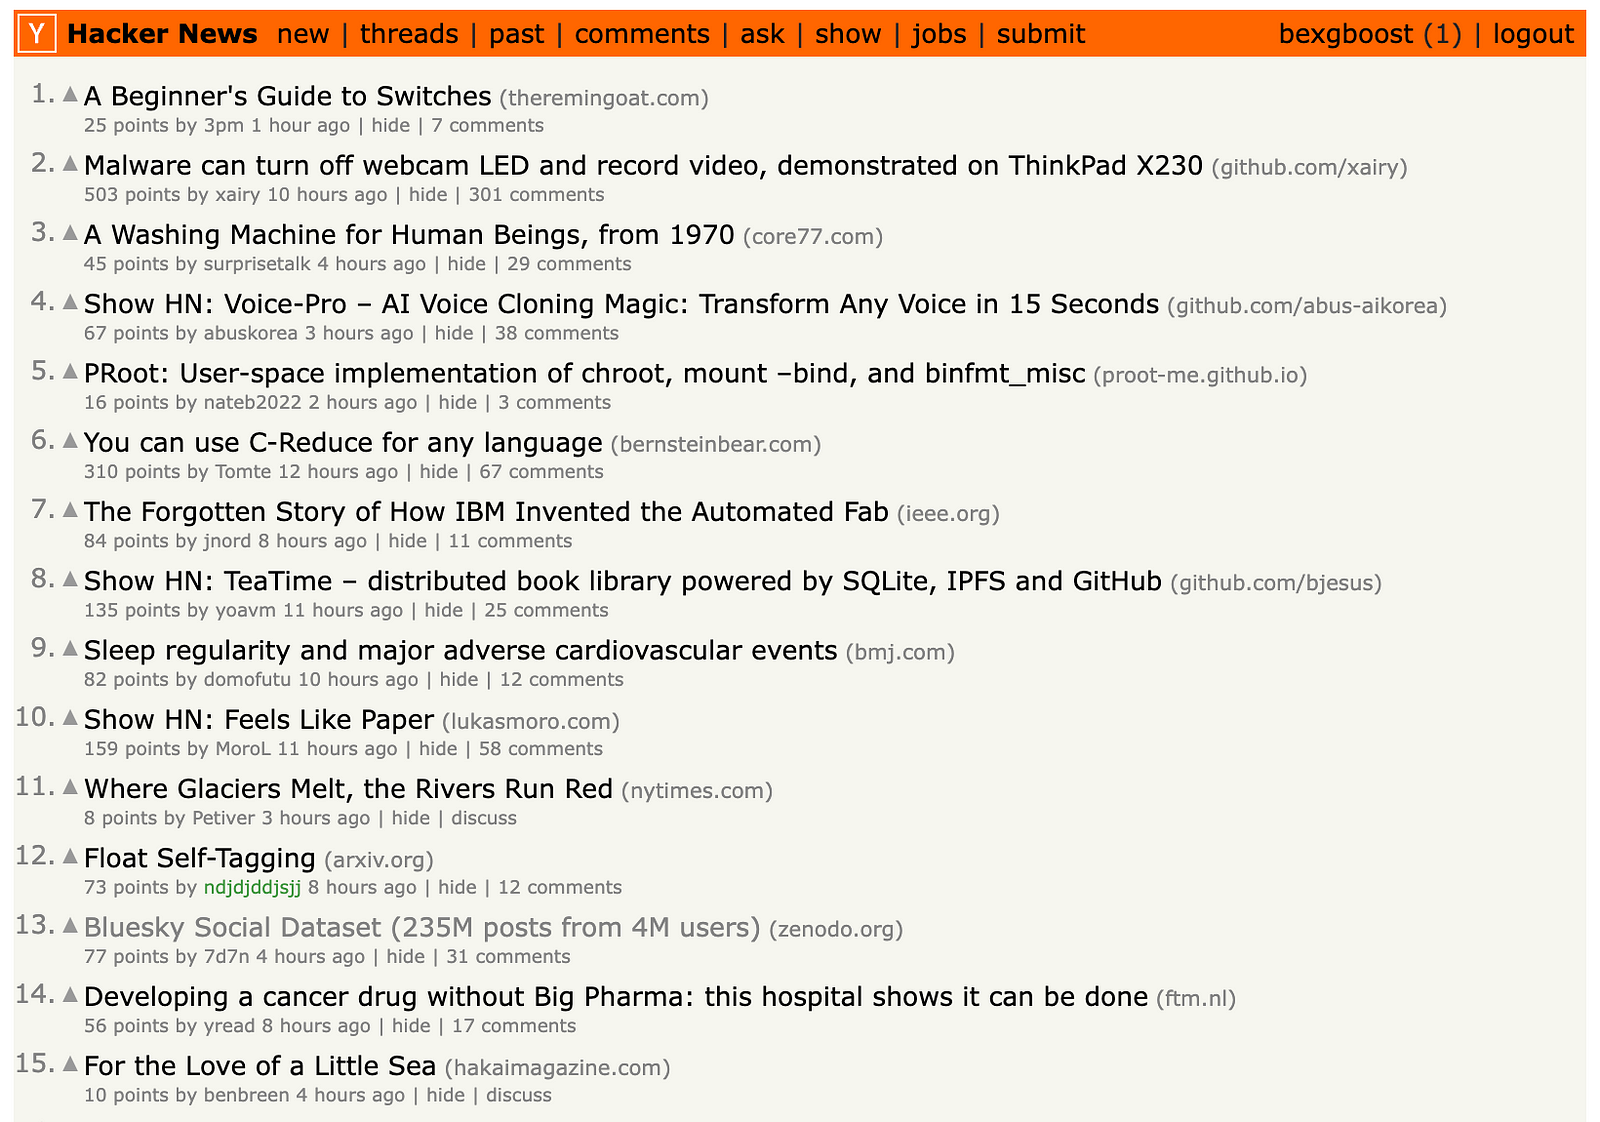 Y Hacker News new | threads | past | comments | ask | show | jobs | submit bexgboost (1) | logout
1. ▲ A Beginner's Guide to Switches (theremingoat.com)
25 points by 3pm 1 hour ago | hide | 7 comments
2. ▲ Malware can turn off webcam LED and record video, demonstrated on ThinkPad X230 (github.com/xairy)
503 points by xairy 10 hours ago | hide | 301 comments
3. ▲ A Washing Machine for Human Beings, from 1970 (core77.com)
45 points by surprisetalk 4 hours ago | hide | 29 comments
4. ▲ Show HN: Voice-Pro – AI Voice Cloning Magic: Transform Any Voice in 15 Seconds (github.com/abus-aikorea)
67 points by abuskorea 3 hours ago | hide | 38 comments
5. ▲ PRoot: User-space implementation of chroot, mount –bind, and binfmt_misc (proot-me.github.io)
16 points by nateb2022 2 hours ago | hide | 3 comments
6. ▲ You can use C-Reduce for any language (bernsteinbear.com)
310 points by Tomte 12 hours ago | hide | 67 comments
7. ▲ The Forgotten Story of How IBM Invented the Automated Fab (ieee.org)
84 points by jnord 8 hours ago | hide | 11 comments
8. ▲ Show HN: TeaTime – distributed book library powered by SQLite, IPFS and GitHub (github.com/bjesus)
135 points by yoavm 11 hours ago | hide | 25 comments
9. ▲ Sleep regularity and major adverse cardiovascular events (bmj.com)
82 points by domofutu 10 hours ago | hide | 12 comments
10. ▲ Show HN: Feels Like Paper (lukasmoro.com)
159 points by MoroL 11 hours ago | hide | 58 comments
11. ▲ Where Glaciers Melt, the Rivers Run Red (nytimes.com)
8 points by Petiver 3 hours ago | hide | discuss
12. ▲ Float Self-Tagging (arxiv.org)
73 points by ndjdjddjsjj 8 hours ago | hide | 12 comments
13. ▲ Bluesky Social Dataset (235M posts from 4M users) (zenodo.org)
77 points by 7d7n 4 hours ago | hide | 31 comments
14. ▲ Developing a cancer drug without Big Pharma: this hospital shows it can be done (ftm.nl)
56 points by yread 8 hours ago | hide | 17 comments
15. ▲ For the Love of a Little Sea (hakaimagazine.com)
10 points by benbreen 4 hours ago | hide | discuss